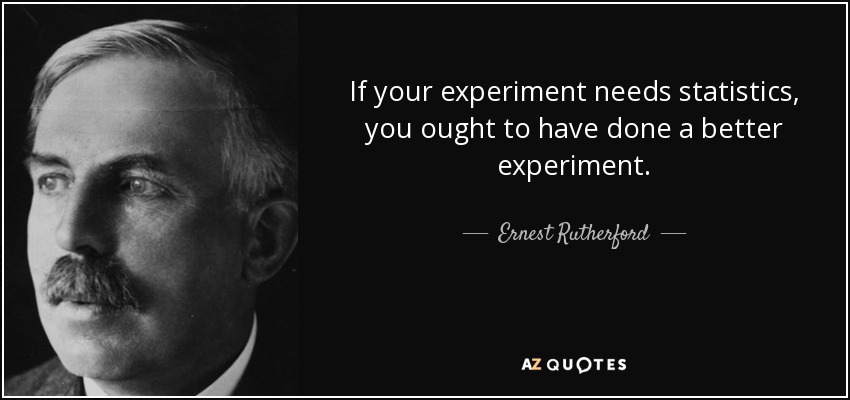 If your experiment needs statistics,
you ought to have done a better
experiment.
Ernest Rutherford
AZ QUOTES